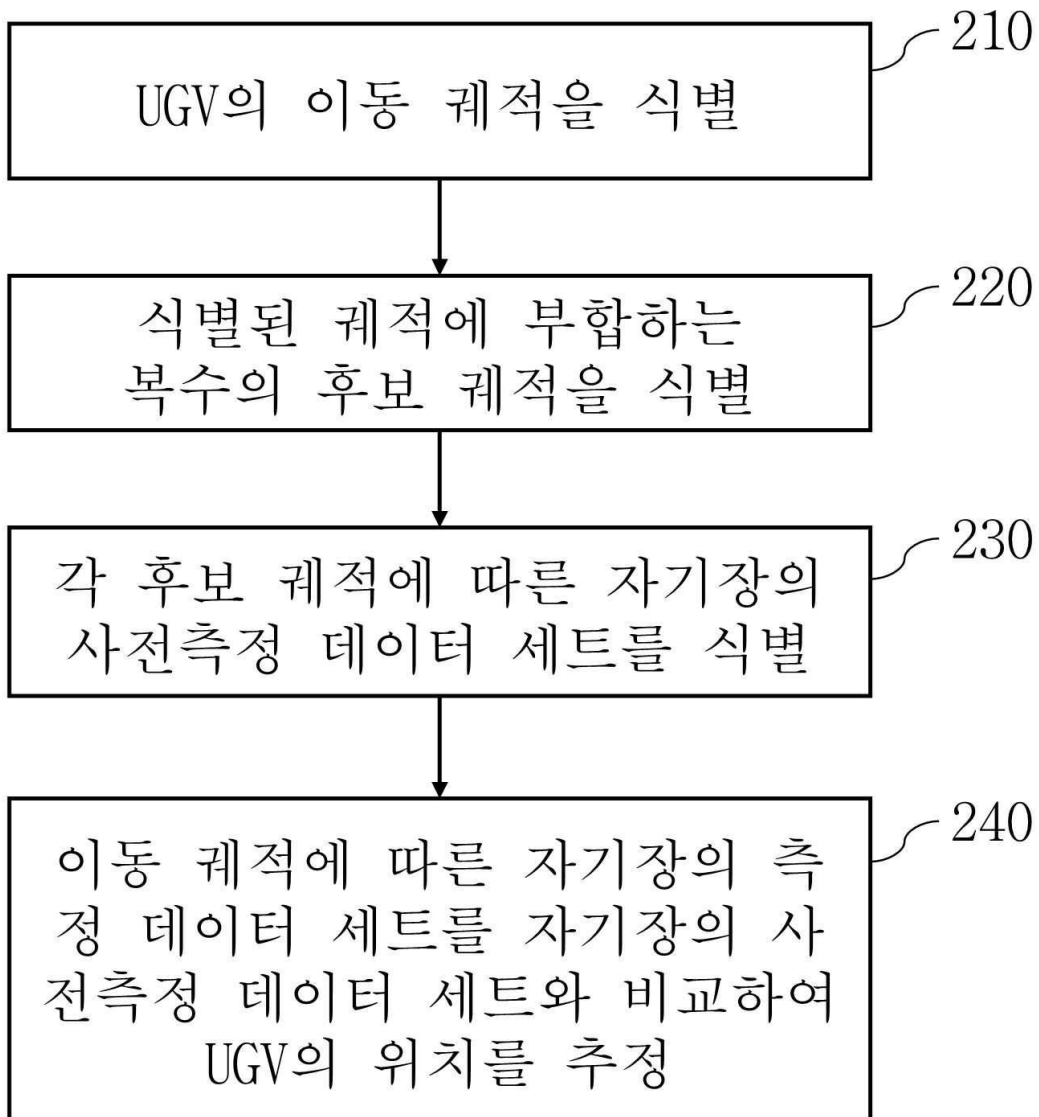 210
UGV의 이동 궤적을 식별
220
식별된 궤적에 부합하는
복수의 후보 궤적을 식별
230
각 후보 궤적에 따른 자기장의
사전측정 데이터 세트를 식별
240
이동 궤적에 따른 자기장의 측
정 데이터 세트를 자기장의 사
전측정 데이터 세트와 비교하여
UGV의 위치를 추정